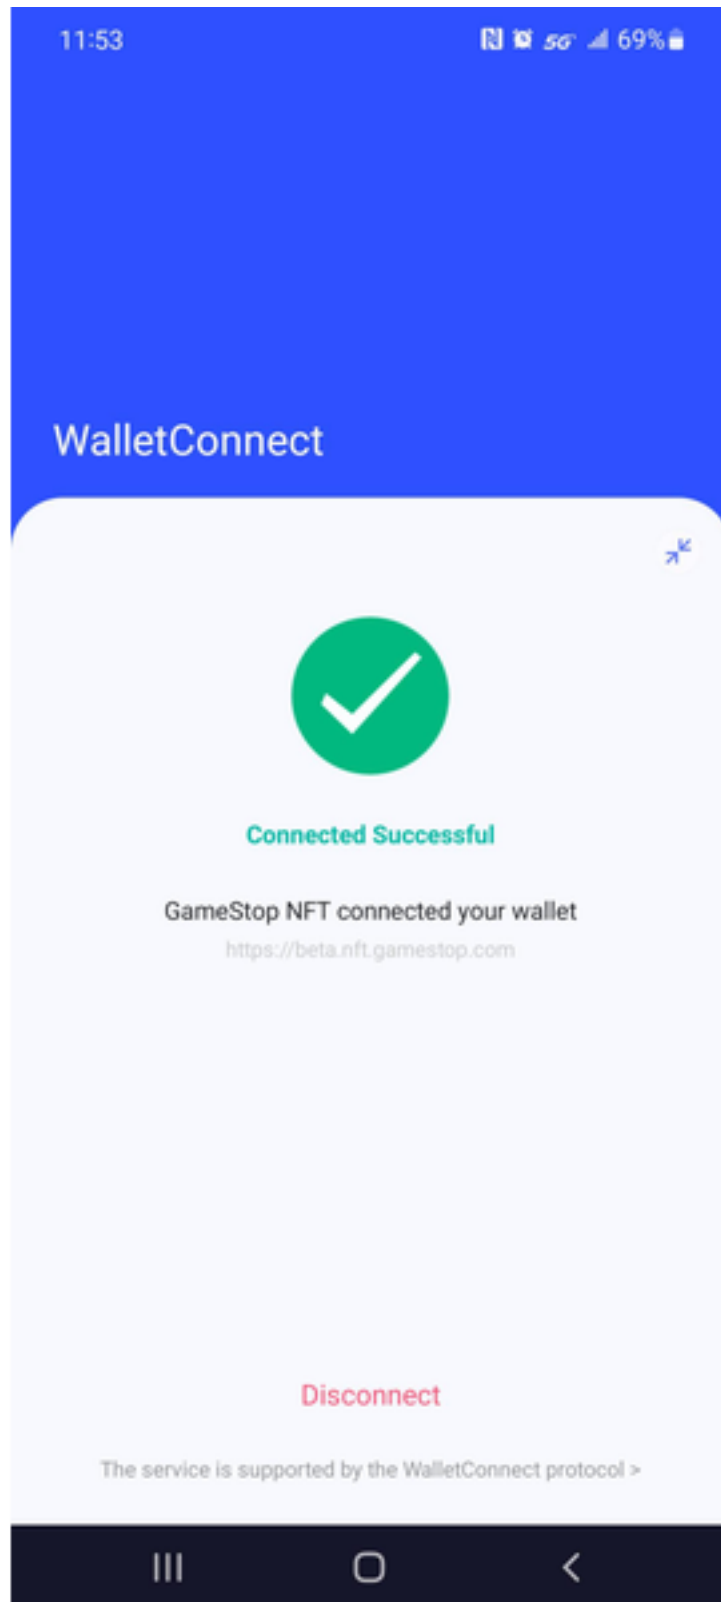 11:53 5G 69%
WalletConnect
Connected Successful
GameStop NFT connected your wallet
https://beta.nft.gamestop.com
Disconnect
The service is supported by the WalletConnect protocol >